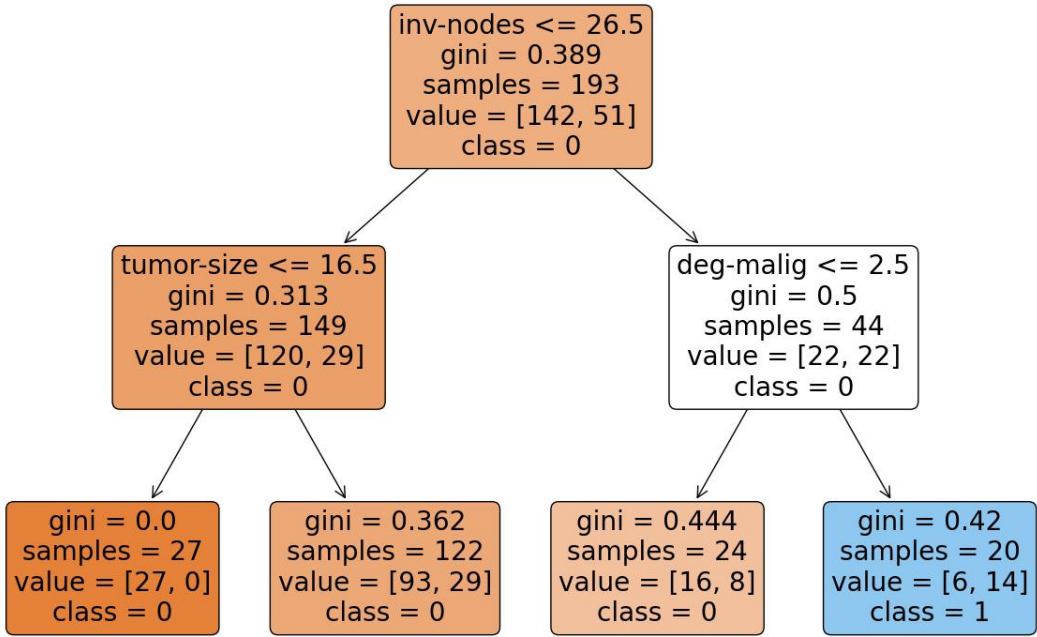 inv-nodes <= 26.5
gini = 0.389
samples = 193
value = [142, 51]
class = 0
tumor-size <= 16.5
gini = 0.313
samples = 149
value = [120, 29]
class = 0
deg-malig <= 2.5
gini = 0.5
samples = 44
value = [22, 22]
class = 0
gini = 0.0
samples = 27
value = [27, 0]
class = 0
gini = 0.362
samples = 122
value = [93, 29]
class = 0
gini = 0.444
samples = 24
value = [16, 8]
class = 0
gini = 0.42
samples = 20
value = [6, 14]
class = 1